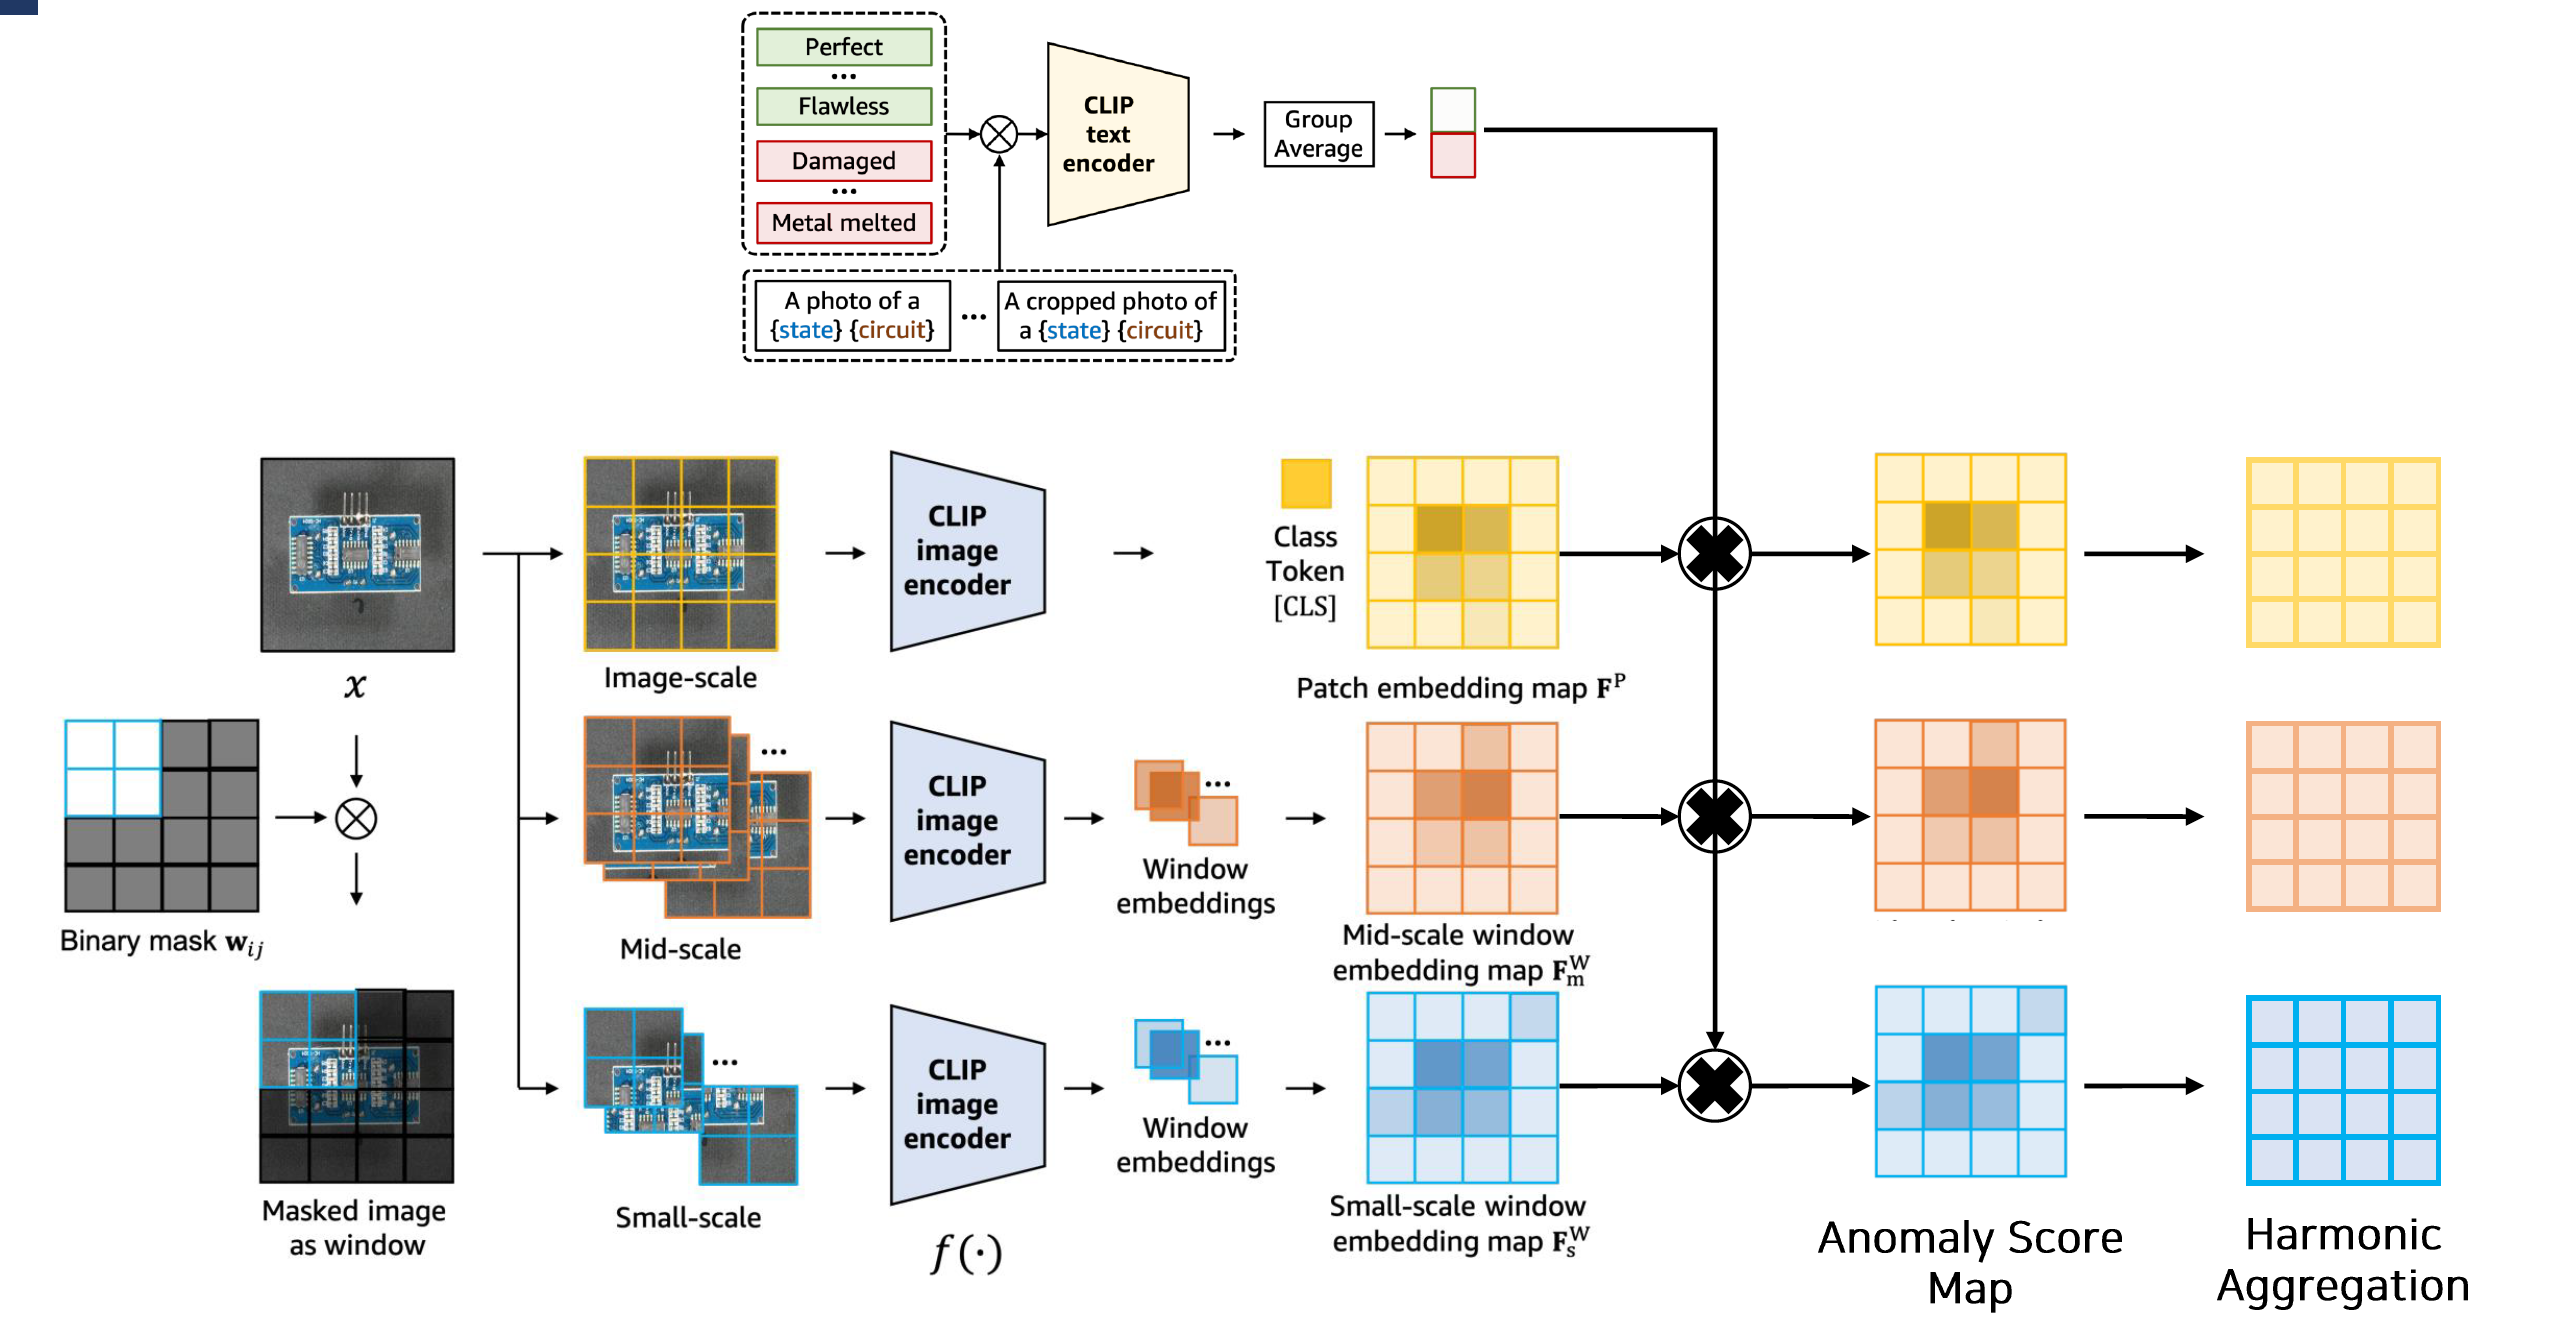 Perfect
...
Flawless
Damaged
...
Metal melted
CLIP
text
encoder
Group
Average
A photo of a
{state} {circuit}
...
A cropped photo of
a {state} {circuit}
x
Image-scale
CLIP
image
encoder
Class
Token
[CLS]
Patch embedding map F^P
Binary mask w_ij
...
Mid-scale
CLIP
image
encoder
...
Window
embeddings
Mid-scale window
embedding map F_m^W
Masked image
as window
...
Small-scale
CLIP
image
encoder
f(·)
...
Window
embeddings
Small-scale window
embedding map F_s^W
Anomaly Score
Map
Harmonic
Aggregation